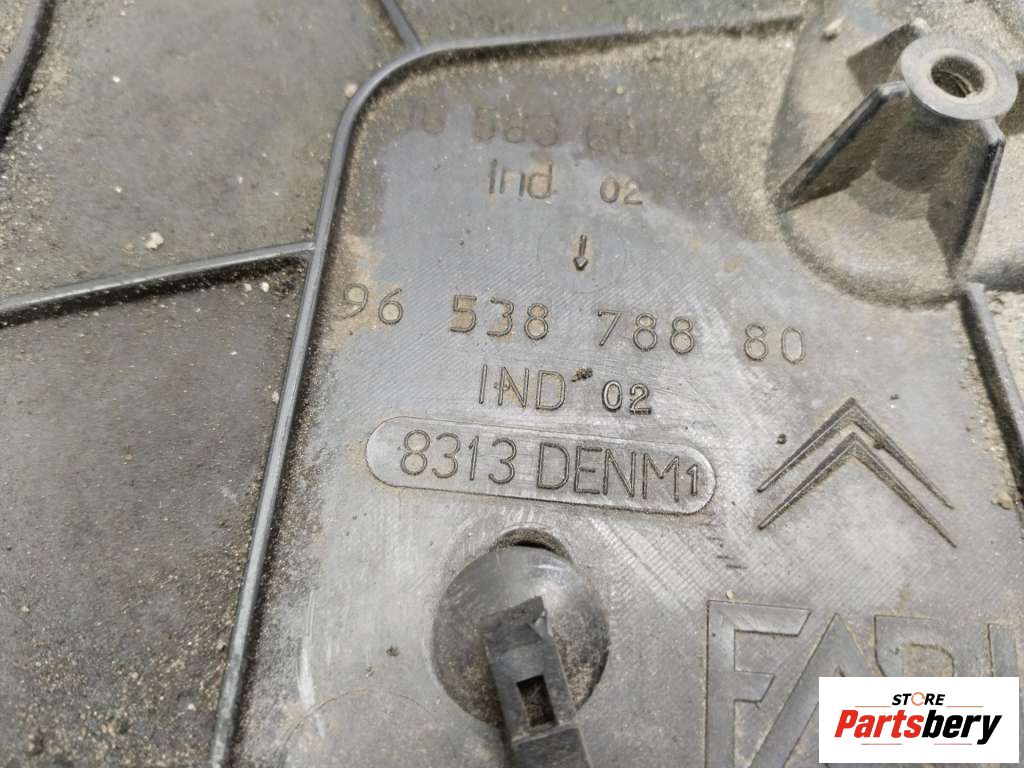 Ind 02
96 538 788 80
IND 02
8313 DENM1
STORE
Partsbery